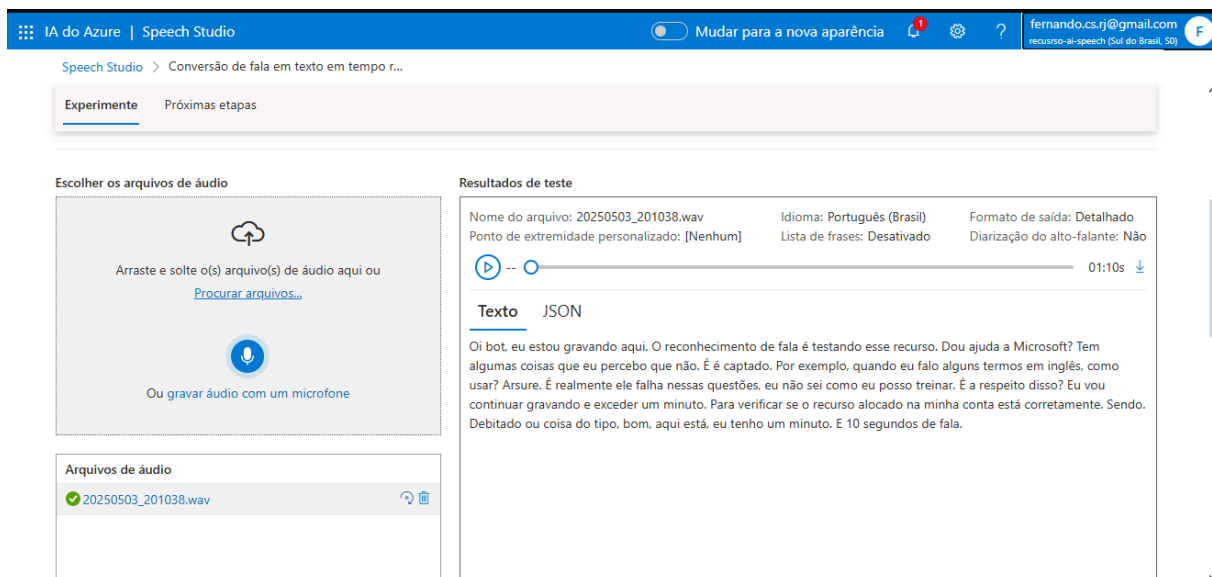 IA do Azure | Speech Studio
Mudar para a nova aparência
1
?
fernando.cs.rj@gmail.com
recusrso-ai-speech (Sul do Brasil, S0)
F
Speech Studio > Conversão de fala em texto em tempo r...
Experimente Próximas etapas
Escolher os arquivos de áudio
Arraste e solte o(s) arquivo(s) de áudio aqui ou
Procurar arquivos...
Ou gravar áudio com um microfone
Arquivos de áudio
20250503_201038.wav
Resultados de teste
Nome do arquivo: 20250503_201038.wav Idioma: Português (Brasil) Formato de saída: Detalhado
Ponto de extremidade personalizado: [Nenhum] Lista de frases: Desativado Diarização do alto-falante: Não
-- 01:10s
Texto JSON
Oi bot, eu estou gravando aqui. O reconhecimento de fala é testando esse recurso. Dou ajuda a Microsoft? Tem
algumas coisas que eu percebo que não. É é captado. Por exemplo, quando eu falo alguns termos em inglês, como
usar? Arsure. É realmente ele falha nessas questões, eu não sei como eu posso treinar. É a respeito disso? Eu vou
continuar gravando e exceder um minuto. Para verificar se o recurso alocado na minha conta está corretamente. Sendo.
Debitado ou coisa do tipo, bom, aqui está, eu tenho um minuto. E 10 segundos de fala.